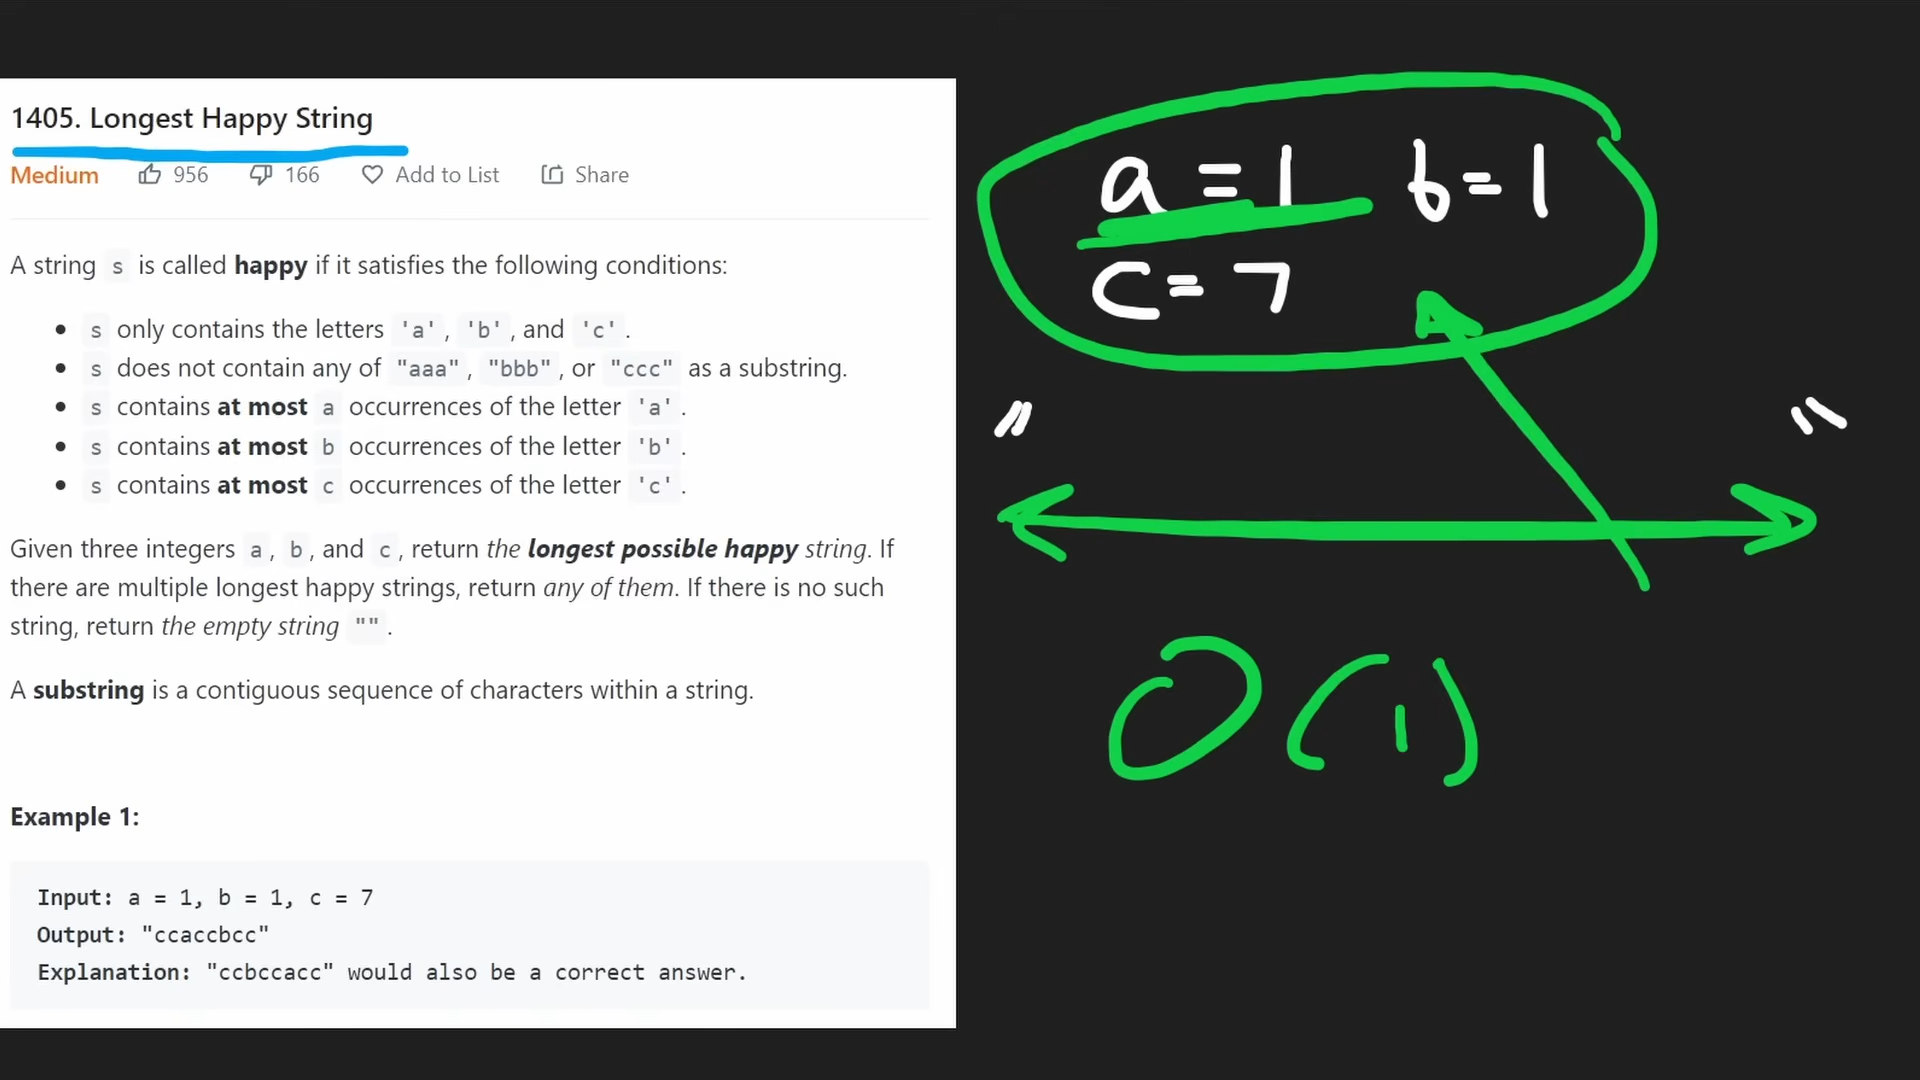 1405. Longest Happy String
Medium 956 166 Add to List Share
A string s is called happy if it satisfies the following conditions:
• s only contains the letters 'a', 'b', and 'c'.
• s does not contain any of "aaa", "bbb", or "ccc" as a substring.
• s contains at most a occurrences of the letter 'a'.
• s contains at most b occurrences of the letter 'b'.
• s contains at most c occurrences of the letter 'c'.
Given three integers a, b, and c, return the longest possible happy string. If
there are multiple longest happy strings, return any of them. If there is no such
string, return the empty string "".
A substring is a contiguous sequence of characters within a string.
Example 1:
Input: a = 1, b = 1, c = 7
Output: "ccaccbcc"
Explanation: "ccbccacc" would also be a correct answer.
a = 1 b = 1
c = 7
" "
O(1)